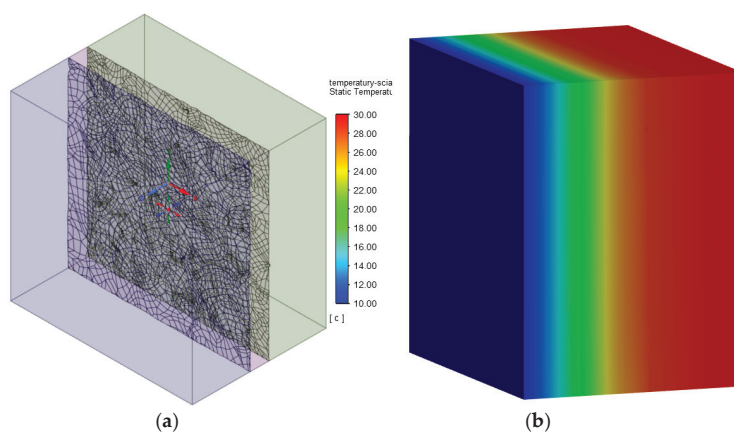 temperatury-scia
Static Temperatu
30.00
28.00
26.00
24.00
22.00
20.00
18.00
16.00
14.00
12.00
10.00
[ c ]
(a)
(b)